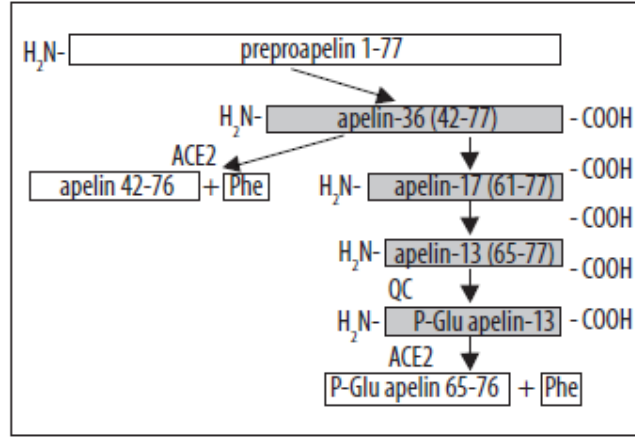 H2N- preproapelin 1-77
H2N- apelin-36 (42-77) -COOH
ACE2 -COOH
apelin 42-76 + Phe H2N- apelin-17 (61-77)
-COOH
H2N- apelin-13 (65-77)
-COOH
QC
H2N- P-Glu apelin-13 -COOH
ACE2
P-Glu apelin 65-76 + Phe